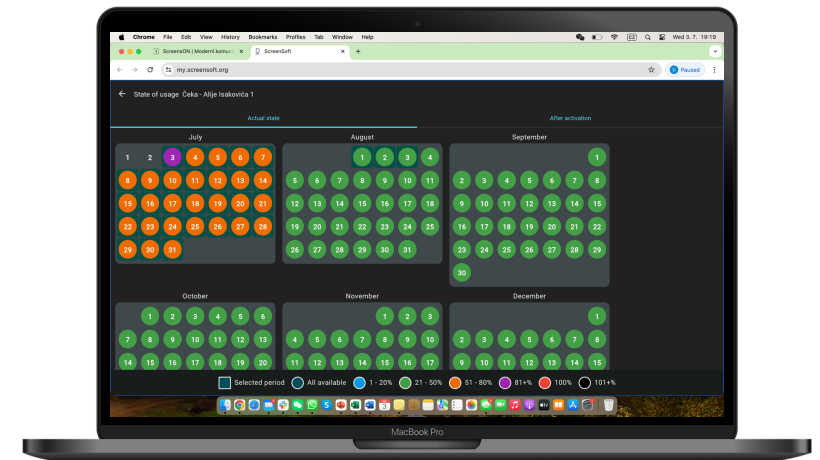 Chrome File Edit View History Bookmarks Profiles Tab Window Help CZ Wed 3. 7. 19:19
ScreensON | Moderní komuni ScreenSoft
my.screensoft.org Paused
State of usage Čeka - Alije Isakovića 1
Actual state After activation
July August September
1 2 3 4 5 6 7 1 2 3 4 1
8 9 10 11 12 13 14 5 6 7 8 9 10 11 2 3 4 5 6 7 8
15 16 17 18 19 20 21 12 13 14 15 16 17 18 9 10 11 12 13 14 15
22 23 24 25 26 27 28 19 20 21 22 23 24 25 16 17 18 19 20 21 22
29 30 31 26 27 28 29 30 31 23 24 25 26 27 28 29
30
October November December
1 2 3 4 5 6 1 2 3 1
7 8 9 10 11 12 13 4 5 6 7 8 9 10 2 3 4 5 6 7 8
14 15 16 17 18 19 20 11 12 13 14 15 16 17 9 10 11 12 13 14 15
Selected period All available 1 - 20% 21 - 50% 51 - 80% 81+% 100% 101+%
MacBook Pro